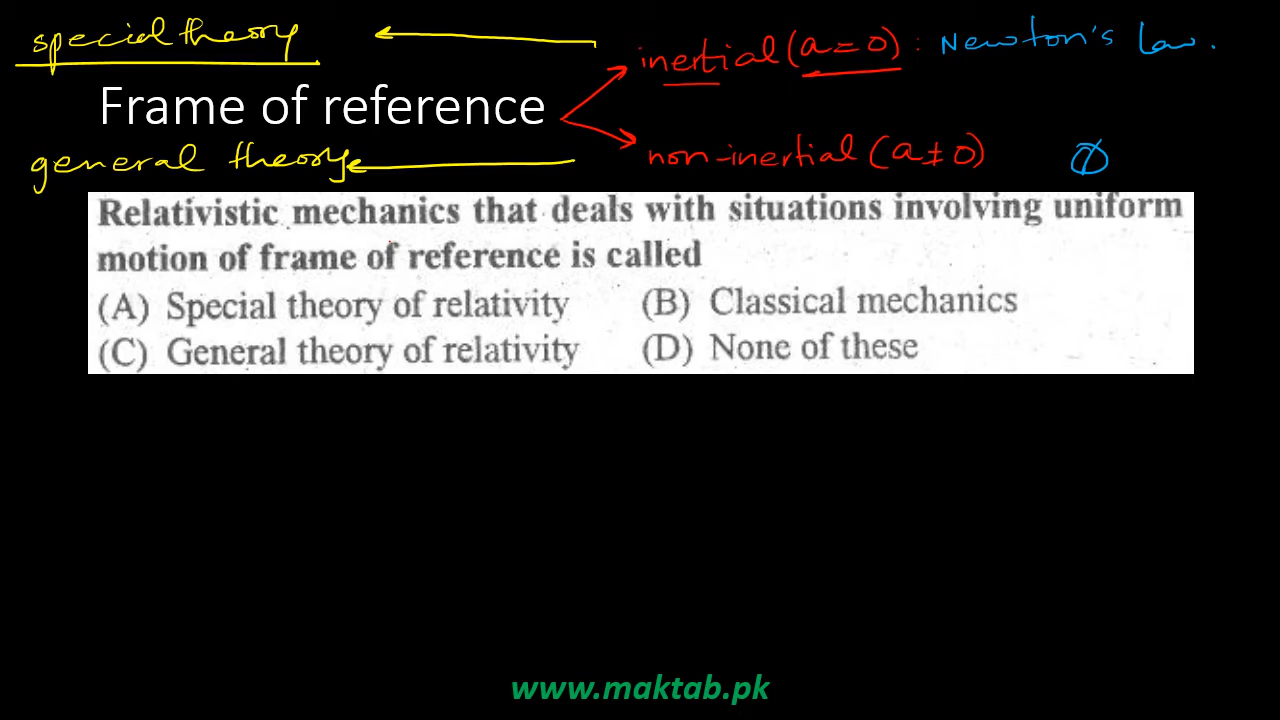 special theory
inertial (a = 0) : Newton's law.
Frame of reference
general theory
non-inertial (a ≠ 0)
Relativistic mechanics that deals with situations involving uniform
motion of frame of reference is called
(A) Special theory of relativity (B) Classical mechanics
(C) General theory of relativity (D) None of these
www.maktab.pk